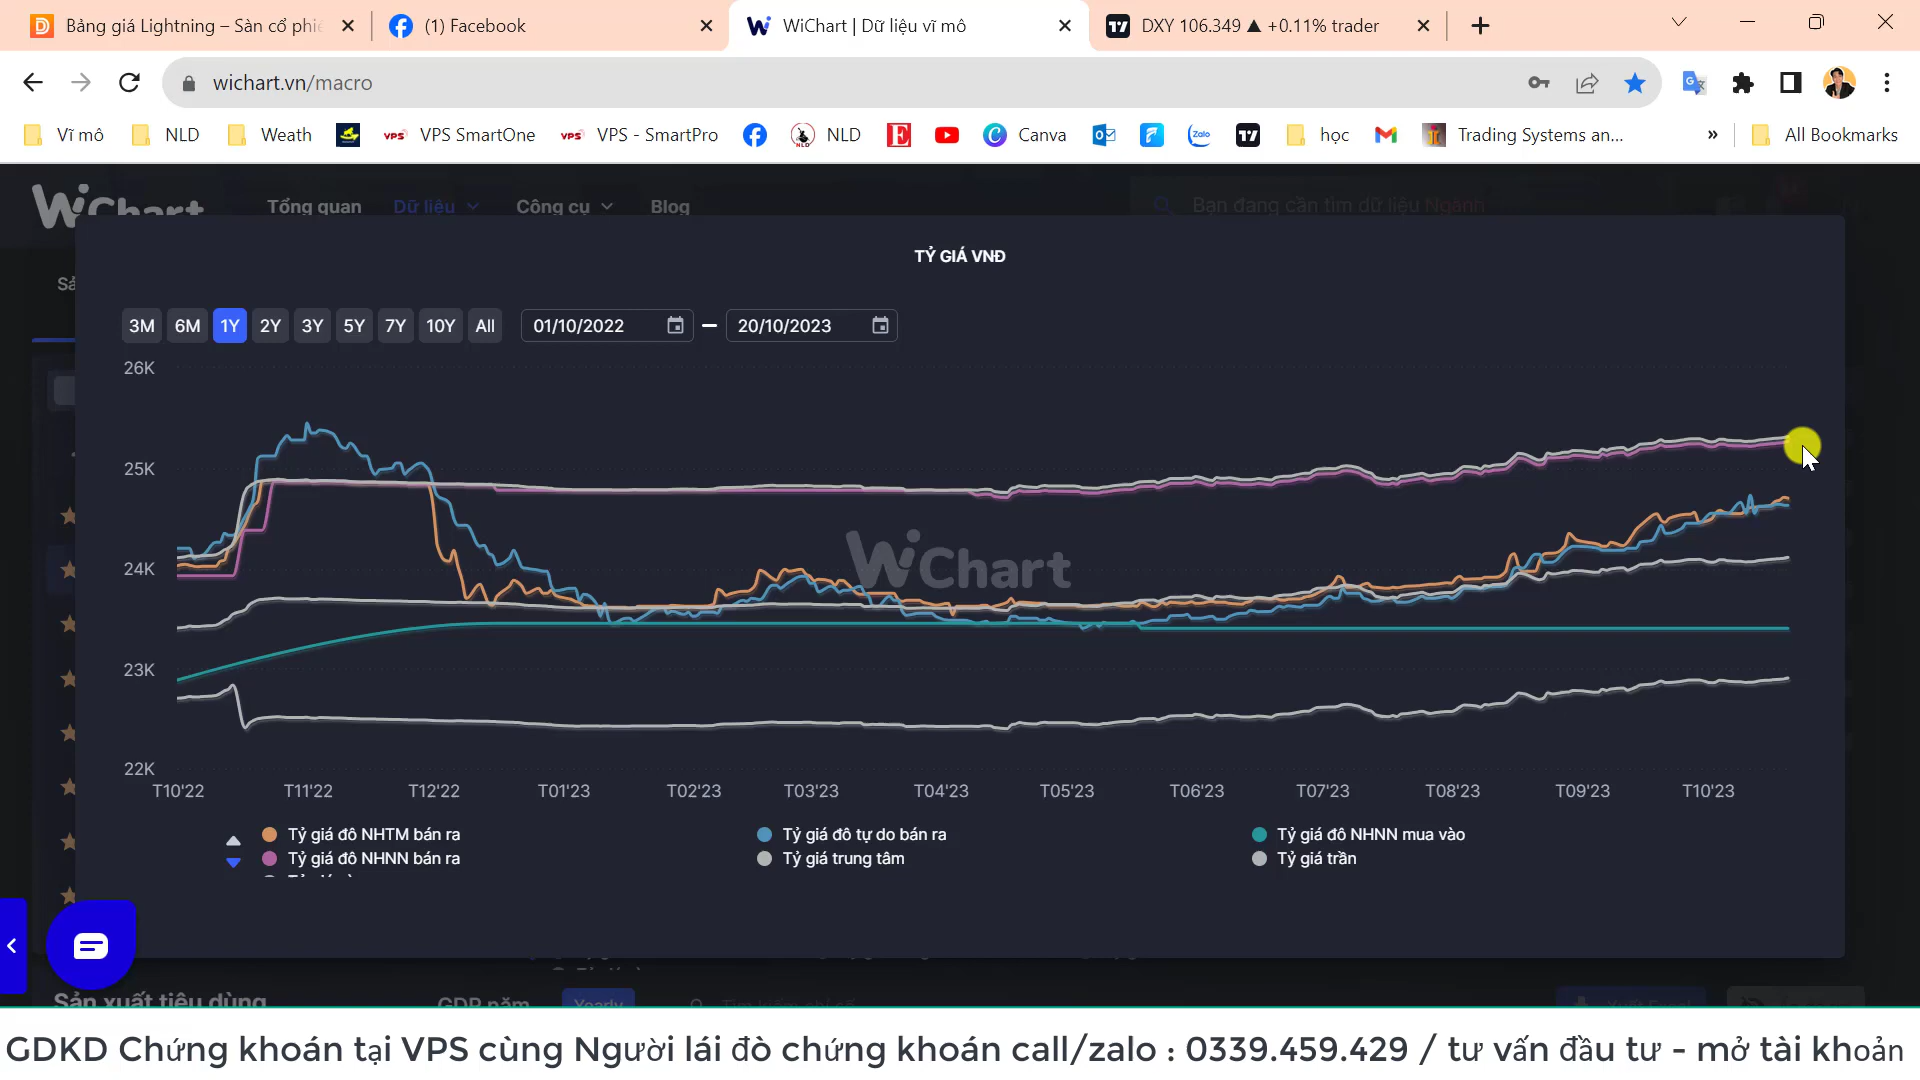 Bảng giá Lightning – Sàn cổ phiế
(1) Facebook
WiChart | Dữ liệu vĩ mô
DXY 106.349 ▲ +0.11% trader
wichart.vn/macro
Vĩ mô
NLD
Weath
VPS SmartOne
VPS - SmartPro
NLD
Canva
học
Trading Systems an...
»
All Bookmarks
WiChart
Tổng quan
Dữ liệu
Công cụ
Blog
Bạn đang cần tìm dữ liệu Ngành
TỶ GIÁ VNĐ
3M 6M 1Y 2Y 3Y 5Y 7Y 10Y All
01/10/2022 – 20/10/2023
26K
25K
24K
23K
22K
WiChart
T10'22 T11'22 T12'22 T01'23 T02'23 T03'23 T04'23 T05'23 T06'23 T07'23 T08'23 T09'23 T10'23
Tỷ giá đô NHTM bán ra
Tỷ giá đô tự do bán ra
Tỷ giá đô NHNN mua vào
Tỷ giá đô NHNN bán ra
Tỷ giá trung tâm
Tỷ giá trần
Sản xuất tiêu dùng
GDP năm
Yearly
Tìm kiếm chỉ số
Xuất Excel
GDKD Chứng khoán tại VPS cùng Người lái đò chứng khoán call/zalo : 0339.459.429 / tư vấn đầu tư - mở tài khoản